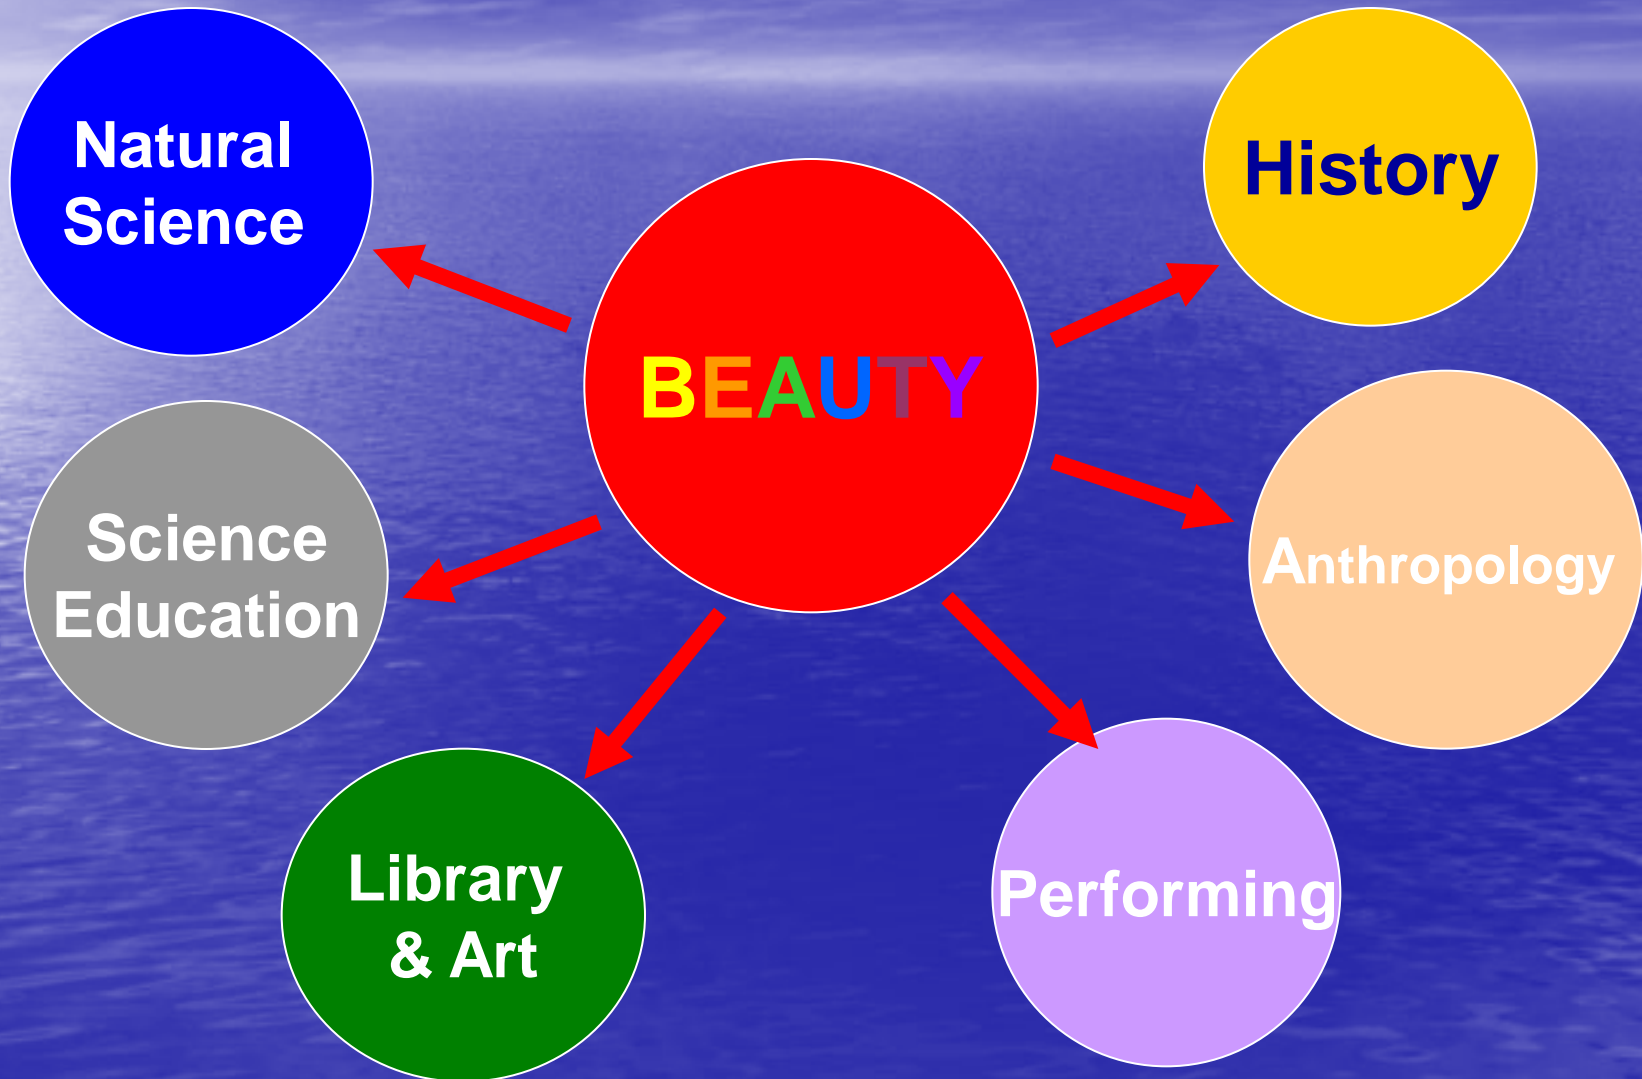 Natural
Science
History
BEAUTY
Science
Education
Anthropology
Library
& Art
Performing